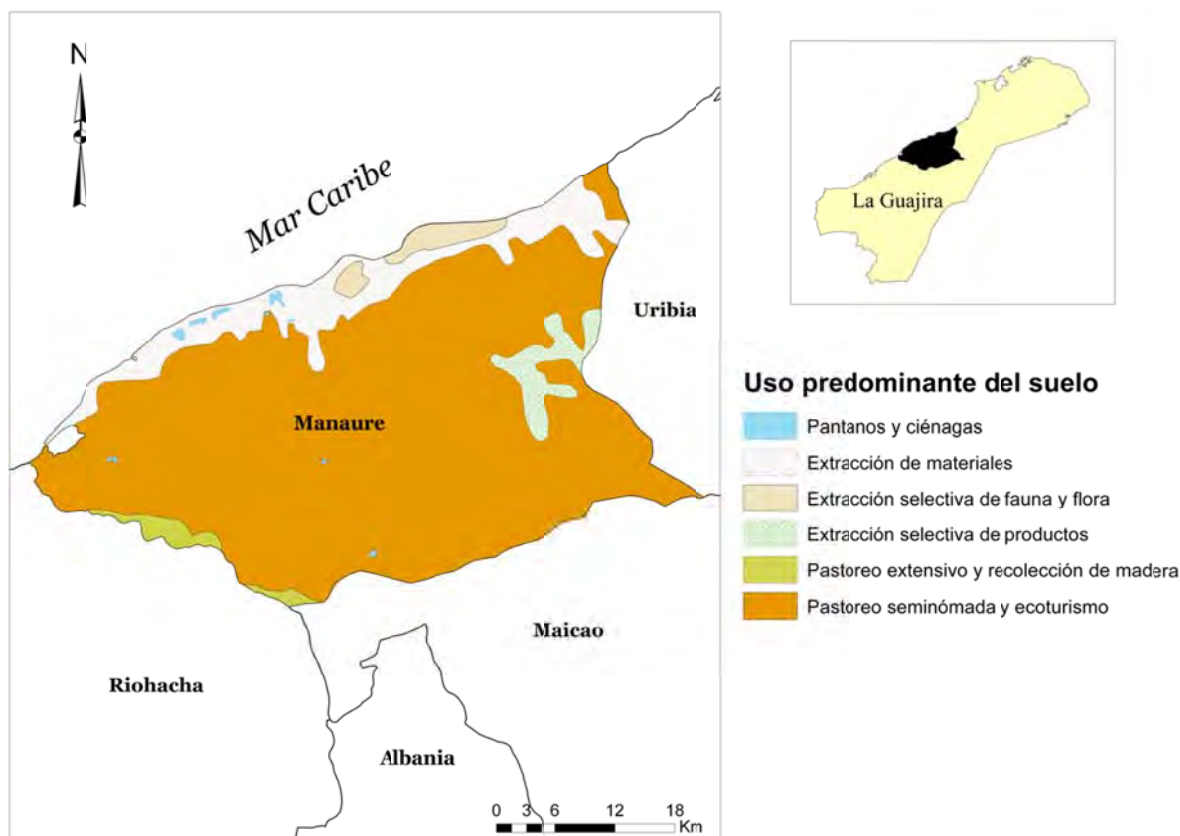 N
Mar Caribe
Uribia
Manaure
Maicao
Riohacha
Albania
0 3 6 12 18
Km
La Guajira
Uso predominante del suelo
Pantanos y ciénagas
Extracción de materiales
Extracción selectiva de fauna y flora
Extracción selectiva de productos
Pastoreo extensivo y recolección de madera
Pastoreo seminómada y ecoturismo